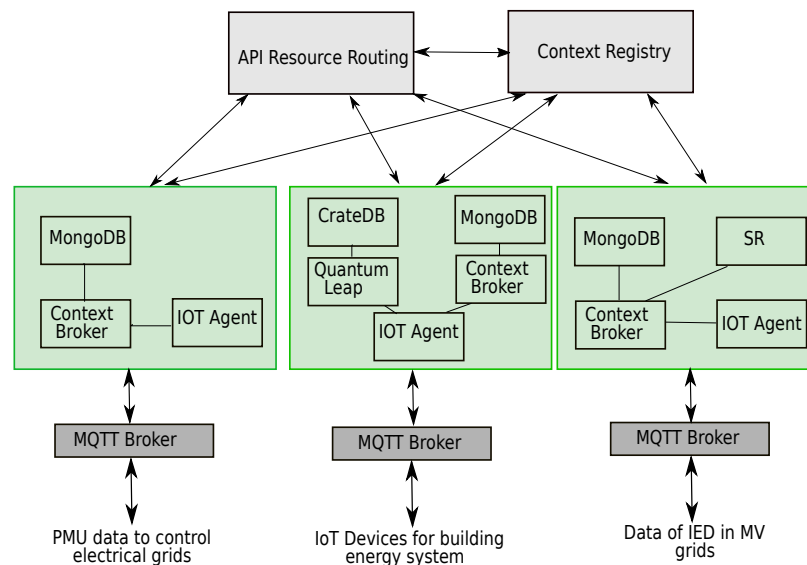 API Resource Routing
Context Registry
MongoDB
Context
Broker
IOT Agent
CrateDB
Quantum
Leap
MongoDB
Context
Broker
IOT Agent
MongoDB
SR
Context
Broker
IOT Agent
MQTT Broker
MQTT Broker
MQTT Broker
PMU data to control
electrical grids
IoT Devices for building
energy system
Data of IED in MV
grids